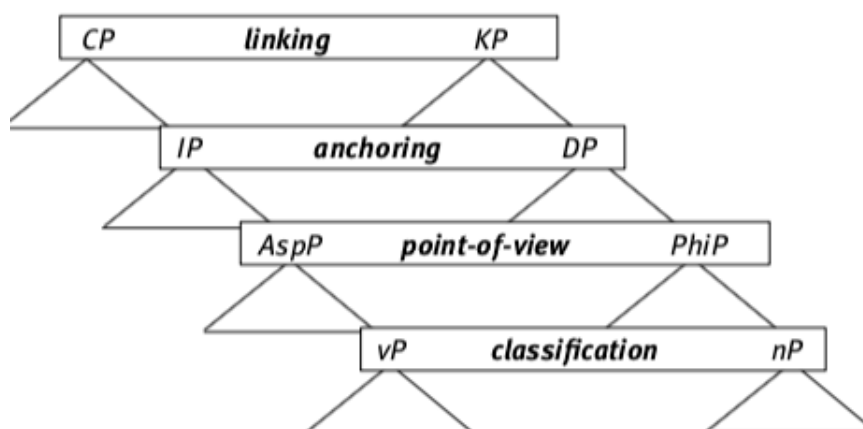 CP linking KP
IP anchoring DP
AspP point-of-view PhiP
vP classification nP